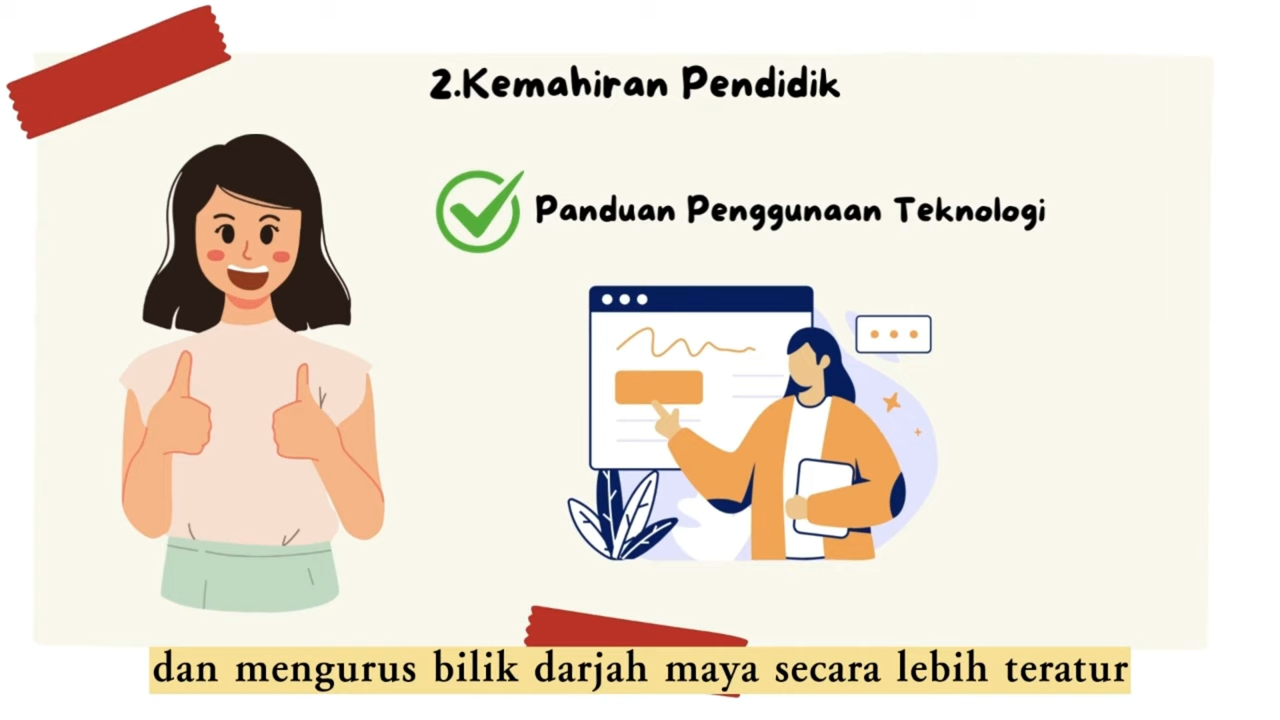 2.Kemahiran Pendidik
Panduan Penggunaan Teknologi
dan mengurus bilik darjah maya secara lebih teratur